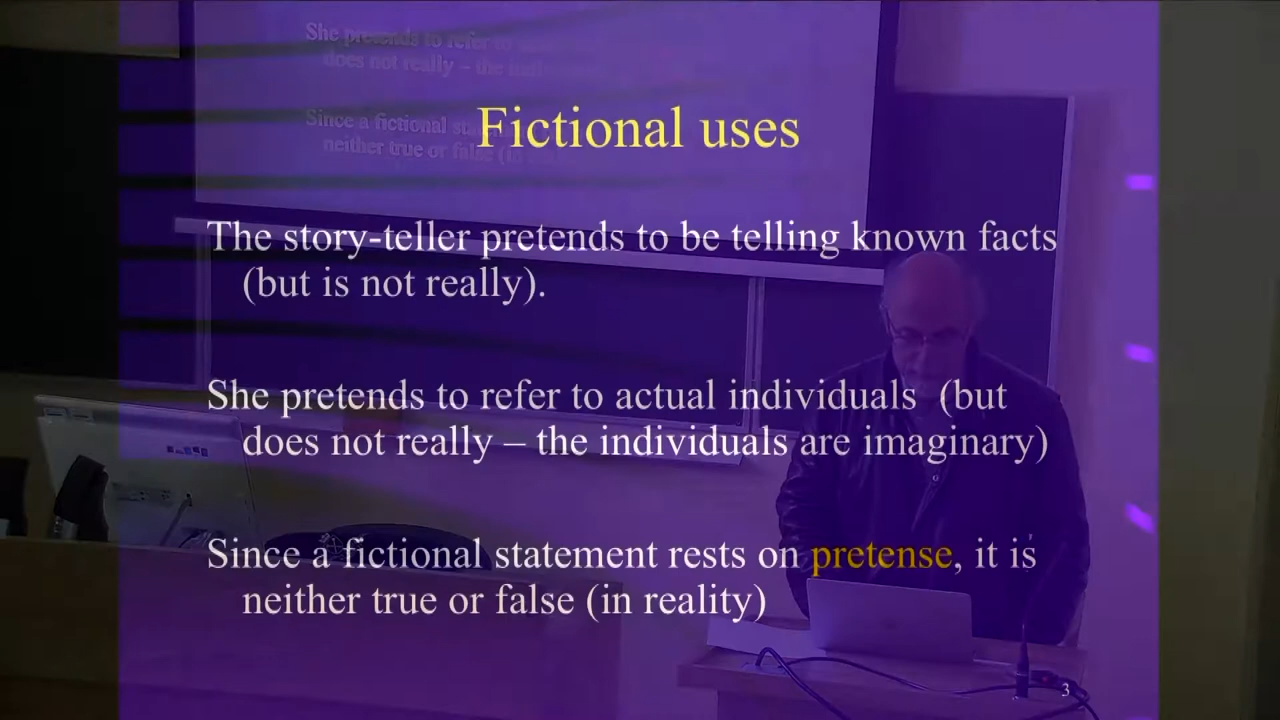 She pretends to refer to
does not really – the
Since a fictional
neither true or false (in
Fictional uses
The story-teller pretends to be telling known facts
(but is not really).
She pretends to refer to actual individuals (but
does not really – the individuals are imaginary)
Since a fictional statement rests on pretense, it is
neither true or false (in reality)
3